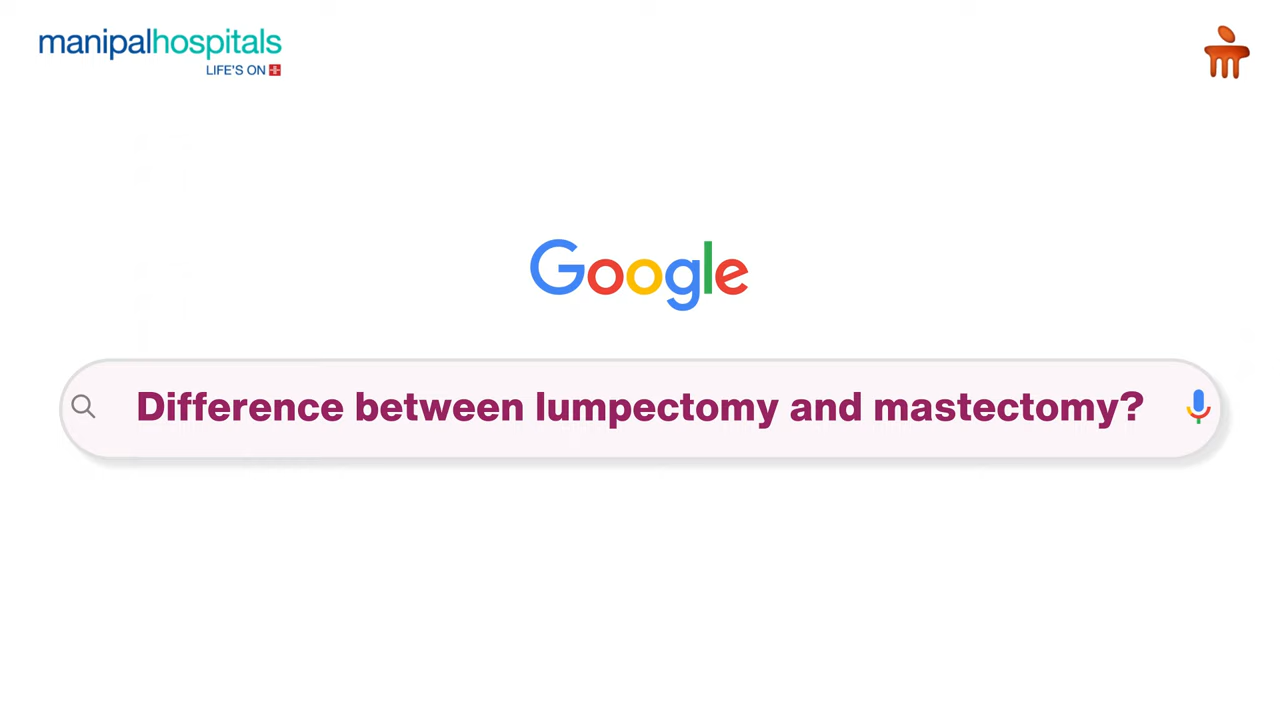 manipalhospitals
LIFE'S ON
Google
Difference between lumpectomy and mastectomy?